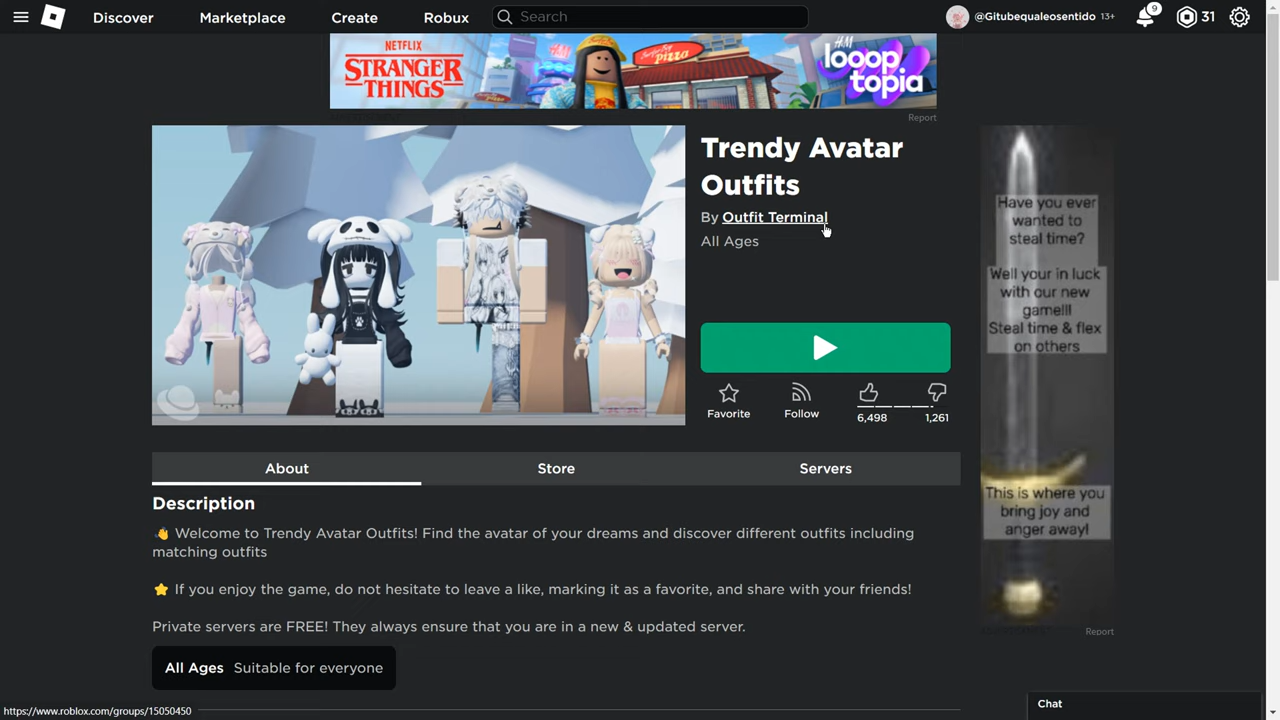 Discover
Marketplace
Create
Robux
Search
@Gitubequaleosentido 13+
9
31
NETFLIX
STRANGER
THINGS
pizza
H&M
looop
topia
ADVERTISEMENT
Report
Trendy Avatar
Outfits
By Outfit Terminal
All Ages
Favorite
Follow
6,498
1,261
Have you ever
wanted to
steal time?
Well your in luck
with our new
game!!!
Steal time & flex
on others
This is where you
bring joy and
anger away!
ADVERTISEMENT
Report
About
Store
Servers
Description
👋 Welcome to Trendy Avatar Outfits! Find the avatar of your dreams and discover different outfits including
matching outfits
⭐ If you enjoy the game, do not hesitate to leave a like, marking it as a favorite, and share with your friends!
Private servers are FREE! They always ensure that you are in a new & updated server.
All Ages Suitable for everyone
https://www.roblox.com/groups/15050450
Chat